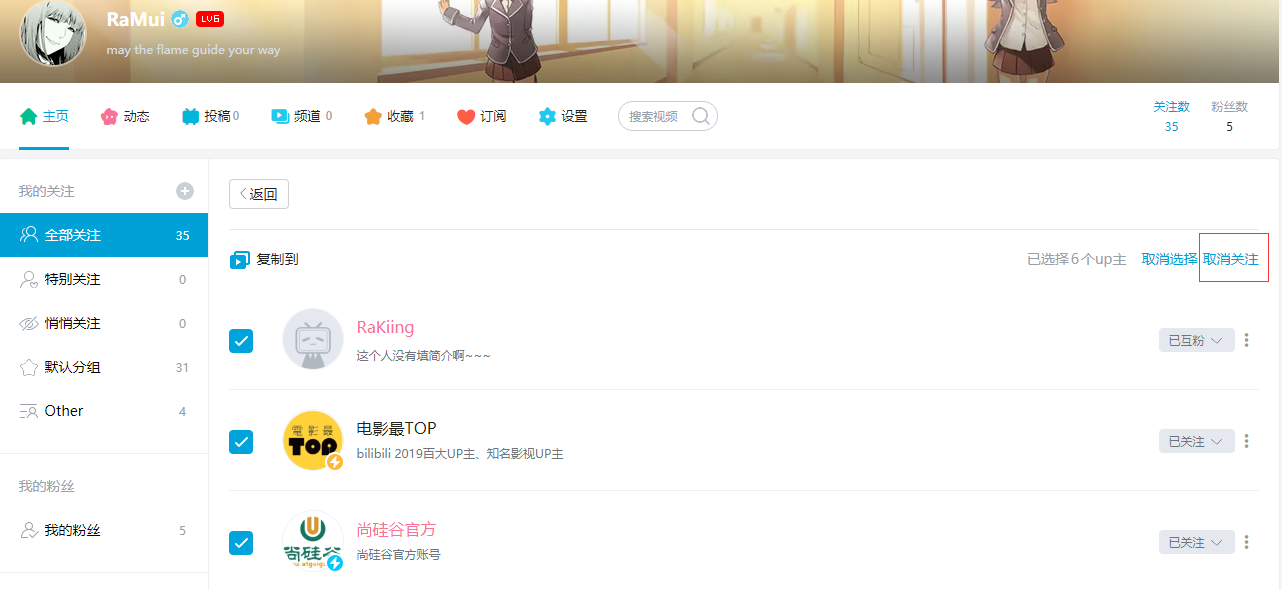 RaMui LV6
may the flame guide your way
主页 动态 投稿 0 频道 0 收藏 1 订阅 设置 搜索视频
关注数 粉丝数
35 5
我的关注
全部关注 35
特别关注 0
悄悄关注 0
默认分组 31
Other 4
我的粉丝
我的粉丝 5
返回
复制到 已选择6个up主 取消选择 取消关注
RaKiing
这个人没有填简介啊~~~
已互粉
電影最
TOP
电影最TOP
bilibili 2019百大UP主、知名影视UP主
已关注
尚硅谷
尚硅谷官方
尚硅谷官方账号
已关注